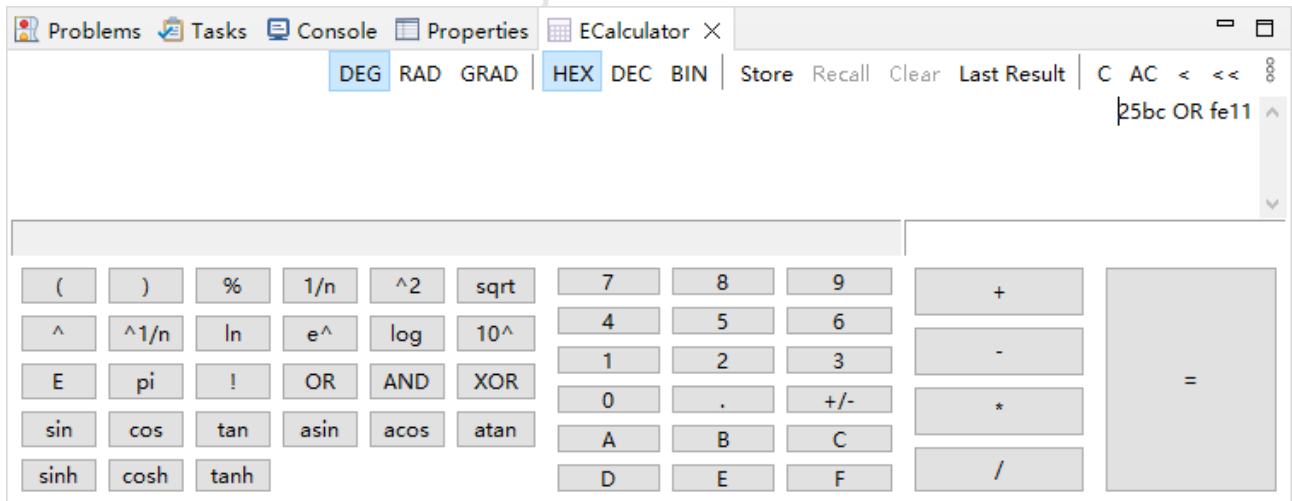 Problems Tasks Console Properties ECalculator
DEG RAD GRAD HEX DEC BIN Store Recall Clear Last Result C AC < <<
25bc OR fe11
( ) % 1/n ^2 sqrt 7 8 9 +
^ ^1/n ln e^ log 10^ 4 5 6 -
E pi ! OR AND XOR 1 2 3 =
0 . +/- *
sin cos tan asin acos atan A B C
sinh cosh tanh D E F /